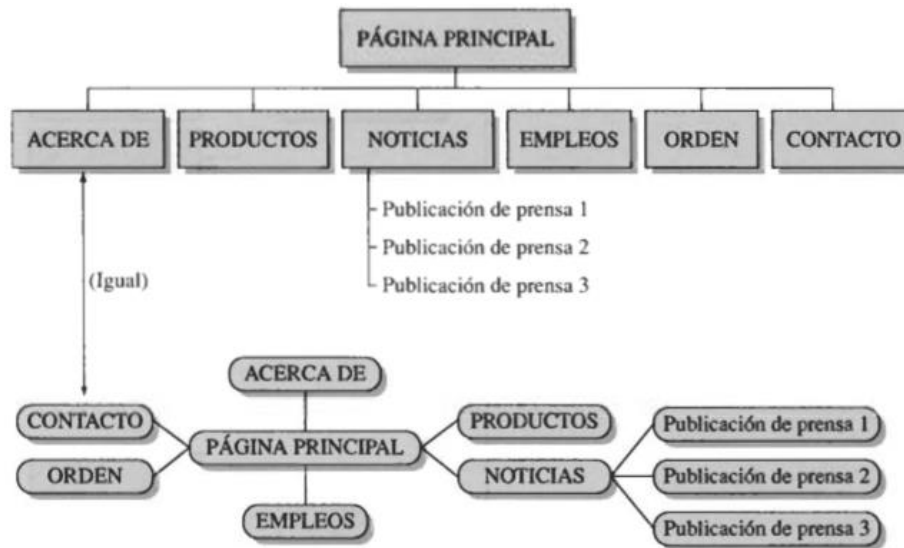 PÁGINA PRINCIPAL
ACERCA DE PRODUCTOS NOTICIAS EMPLEOS ORDEN CONTACTO
Publicación de prensa 1
Publicación de prensa 2
(Igual)
Publicación de prensa 3
ACERCA DE
CONTACTO PRODUCTOS Publicación de prensa 1
PÁGINA PRINCIPAL
ORDEN NOTICIAS Publicación de prensa 2
EMPLEOS Publicación de prensa 3